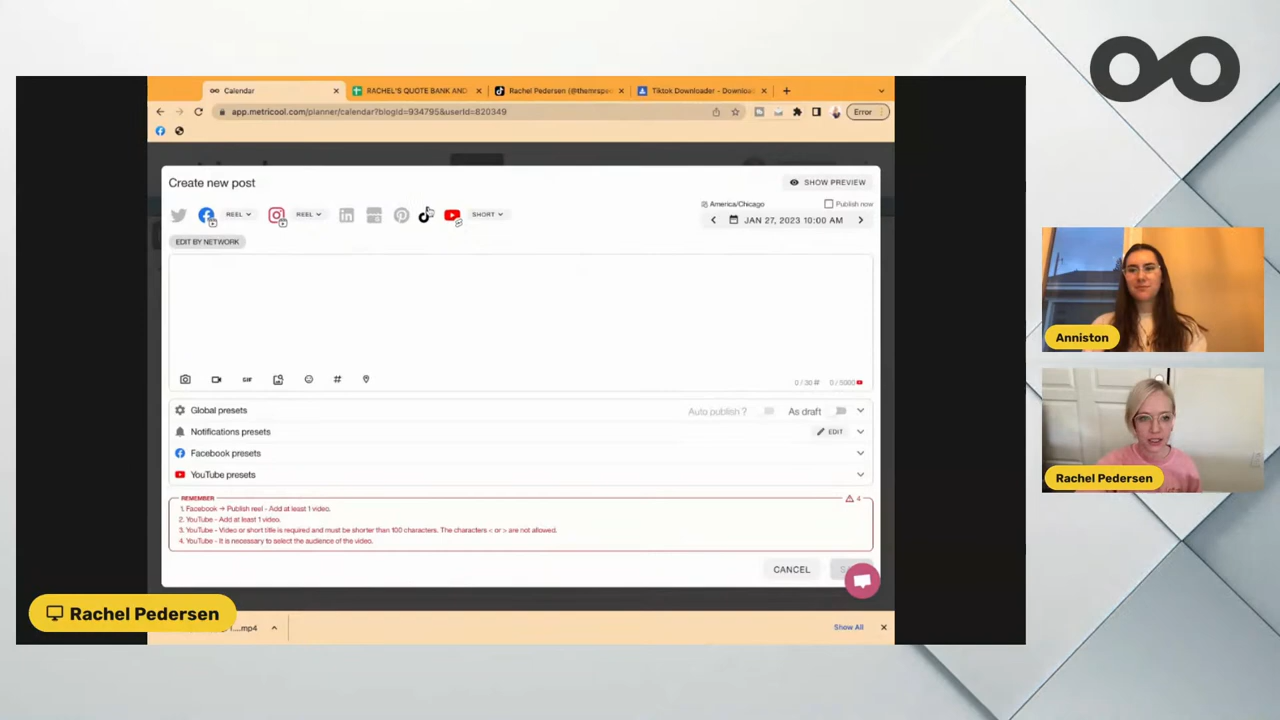 Calendar
RACHEL'S QUOTE BANK AND
Rachel Pedersen (@themrspe
Tiktok Downloader - Downloa
app.metricool.com/planner/calendar?blogId=934795&userId=820349
Error
Create new post
SHOW PREVIEW
REEL
REEL
SHORT
America/Chicago
Publish now
JAN 27, 2023 10:00 AM
EDIT BY NETWORK
GIF
0 / 30 #
0 / 5000
Global presets
Auto publish ?
As draft
Notifications presets
EDIT
Facebook presets
YouTube presets
REMEMBER
4
1. Facebook → Publish reel - Add at least 1 video.
2. YouTube - Add at least 1 video.
3. YouTube - Video or short title is required and must be shorter than 100 characters. The characters < or > are not allowed.
4. YouTube - It is necessary to select the audience of the video.
CANCEL
Anniston
Rachel Pedersen
Rachel Pedersen
....mp4
Show All